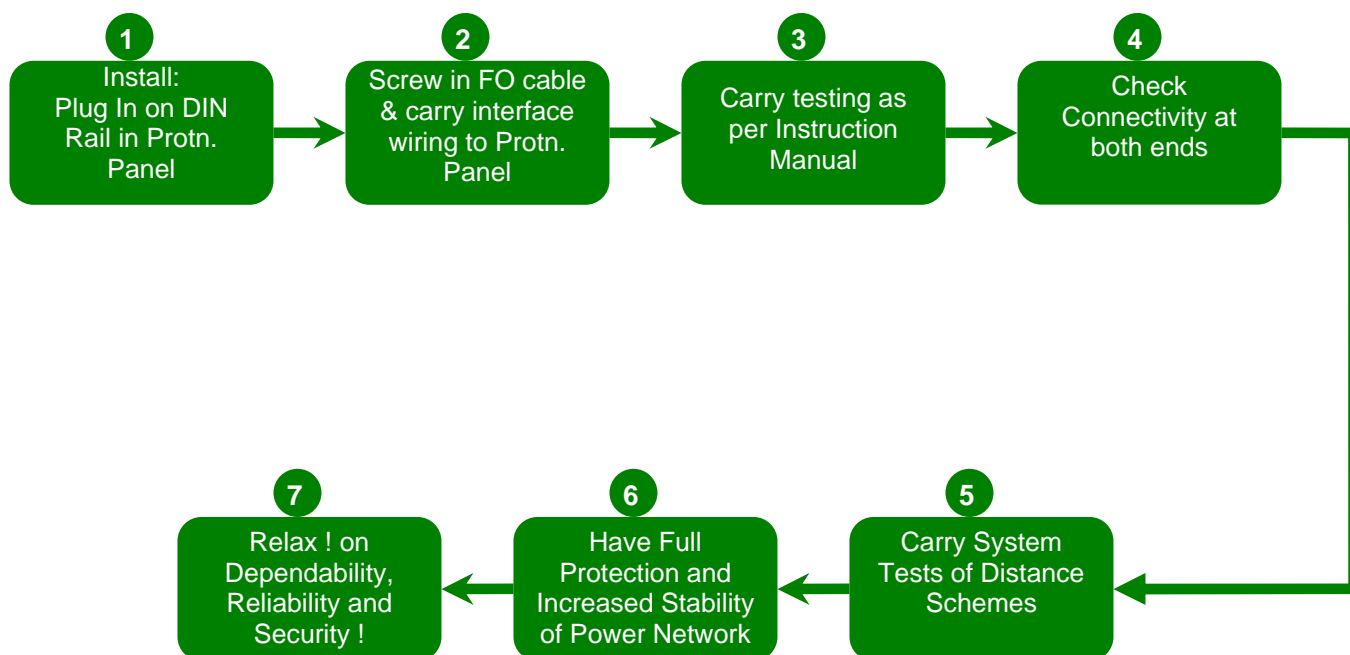 1
Install:
Plug In on DIN
Rail in Protn.
Panel
2
Screw in FO cable
& carry interface
wiring to Protn.
Panel
3
Carry testing as
per Instruction
Manual
4
Check
Connectivity at
both ends
5
Carry System
Tests of Distance
Schemes
6
Have Full
Protection and
Increased Stability
of Power Network
7
Relax ! on
Dependability,
Reliability and
Security !